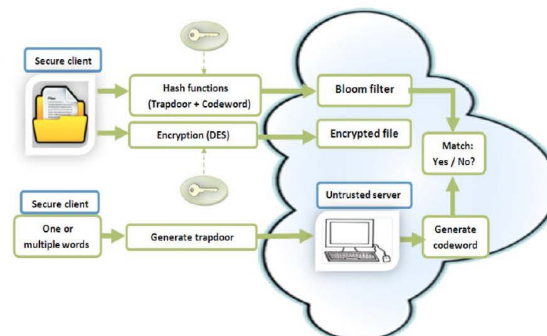 Secure client
Hash functions
(Trapdoor + Codeword)
Bloom filter
Encryption (DES)
Encrypted file
Match:
Yes / No?
Secure client
One or
multiple words
Generate trapdoor
Untrusted server
Generate
codeword